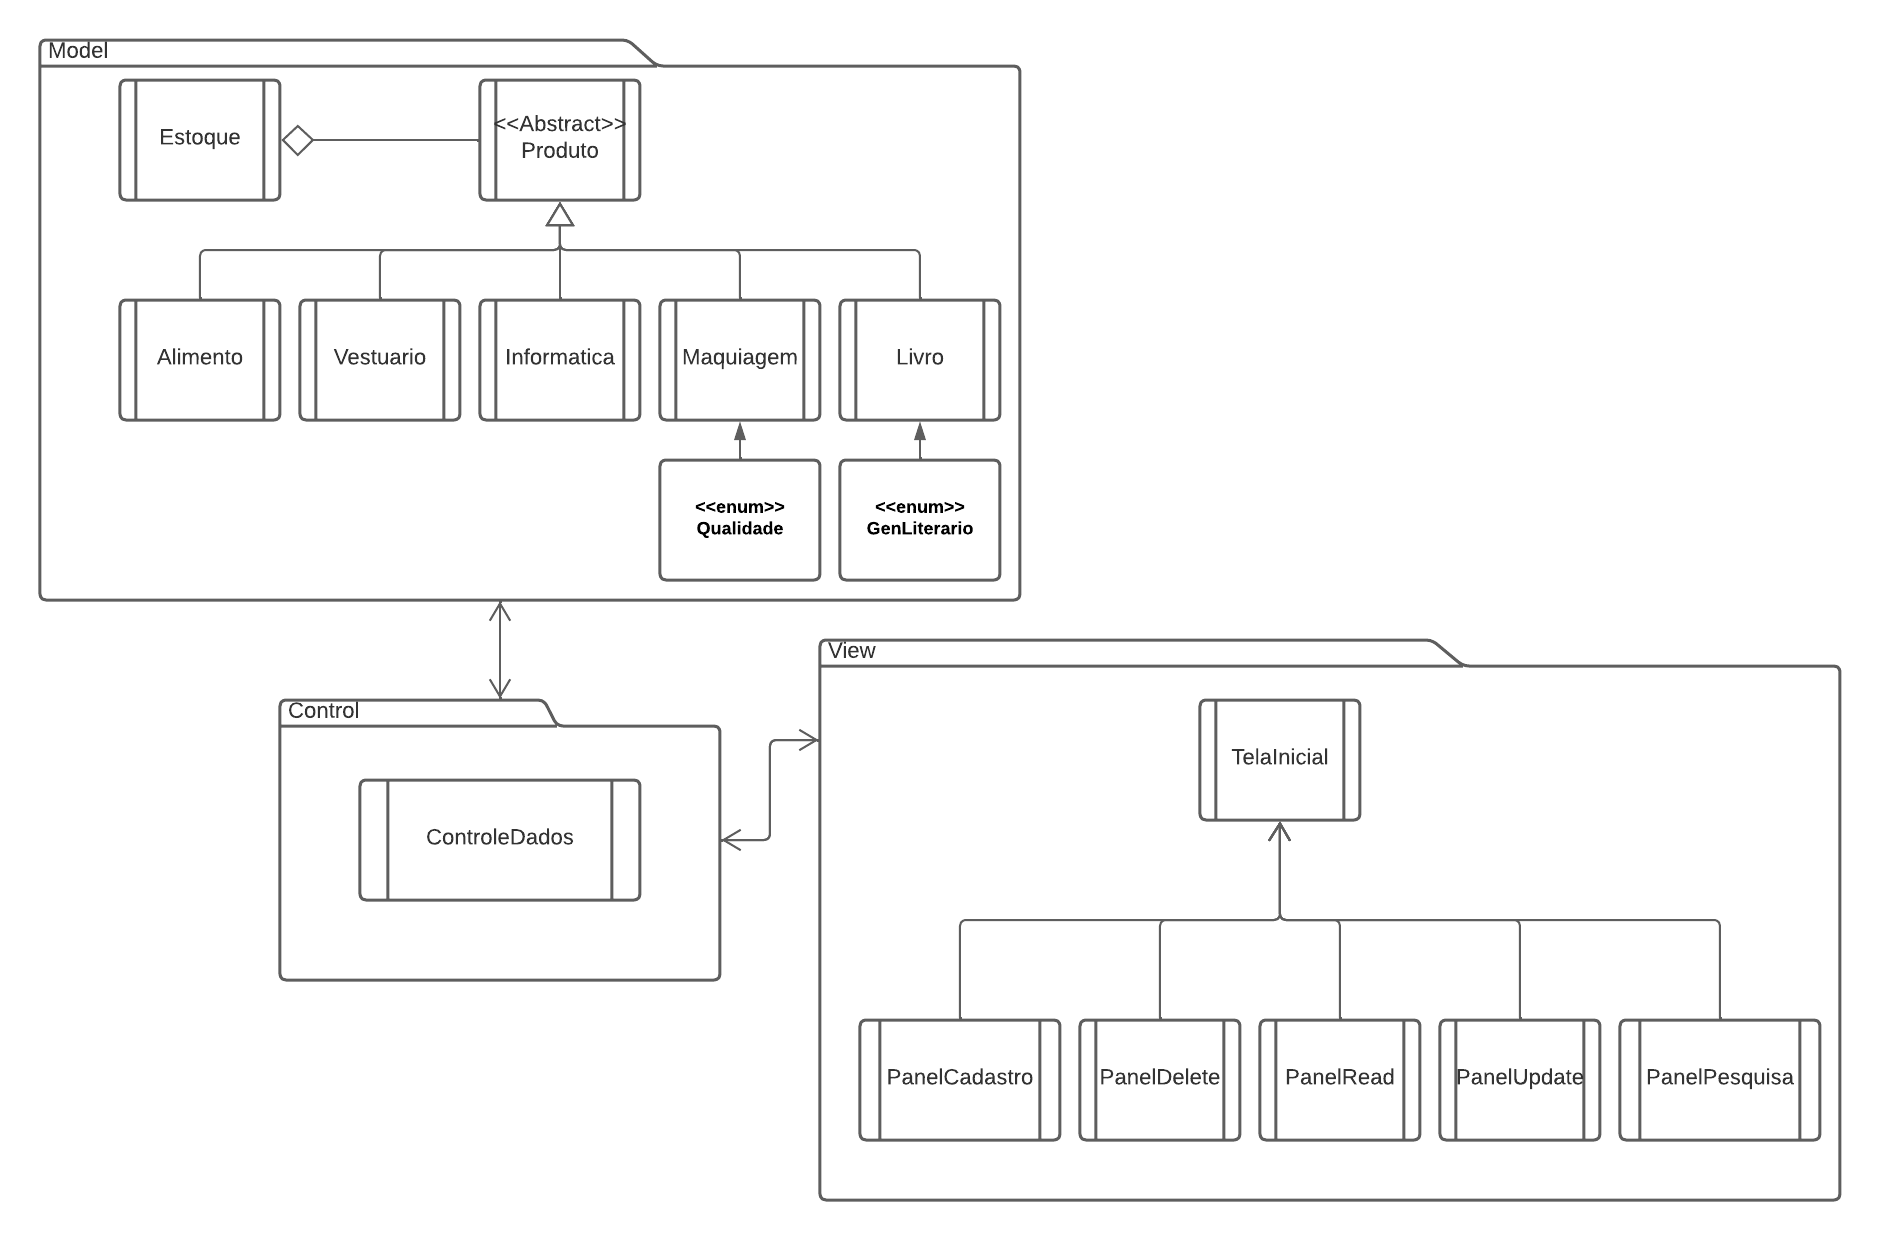 Model
Estoque
<<Abstract>>
Produto
Alimento
Vestuario
Informatica
Maquiagem
Livro
<<enum>>
Qualidade
<<enum>>
GenLiterario
Control
ControleDados
View
TelaInicial
PanelCadastro
PanelDelete
PanelRead
PanelUpdate
PanelPesquisa